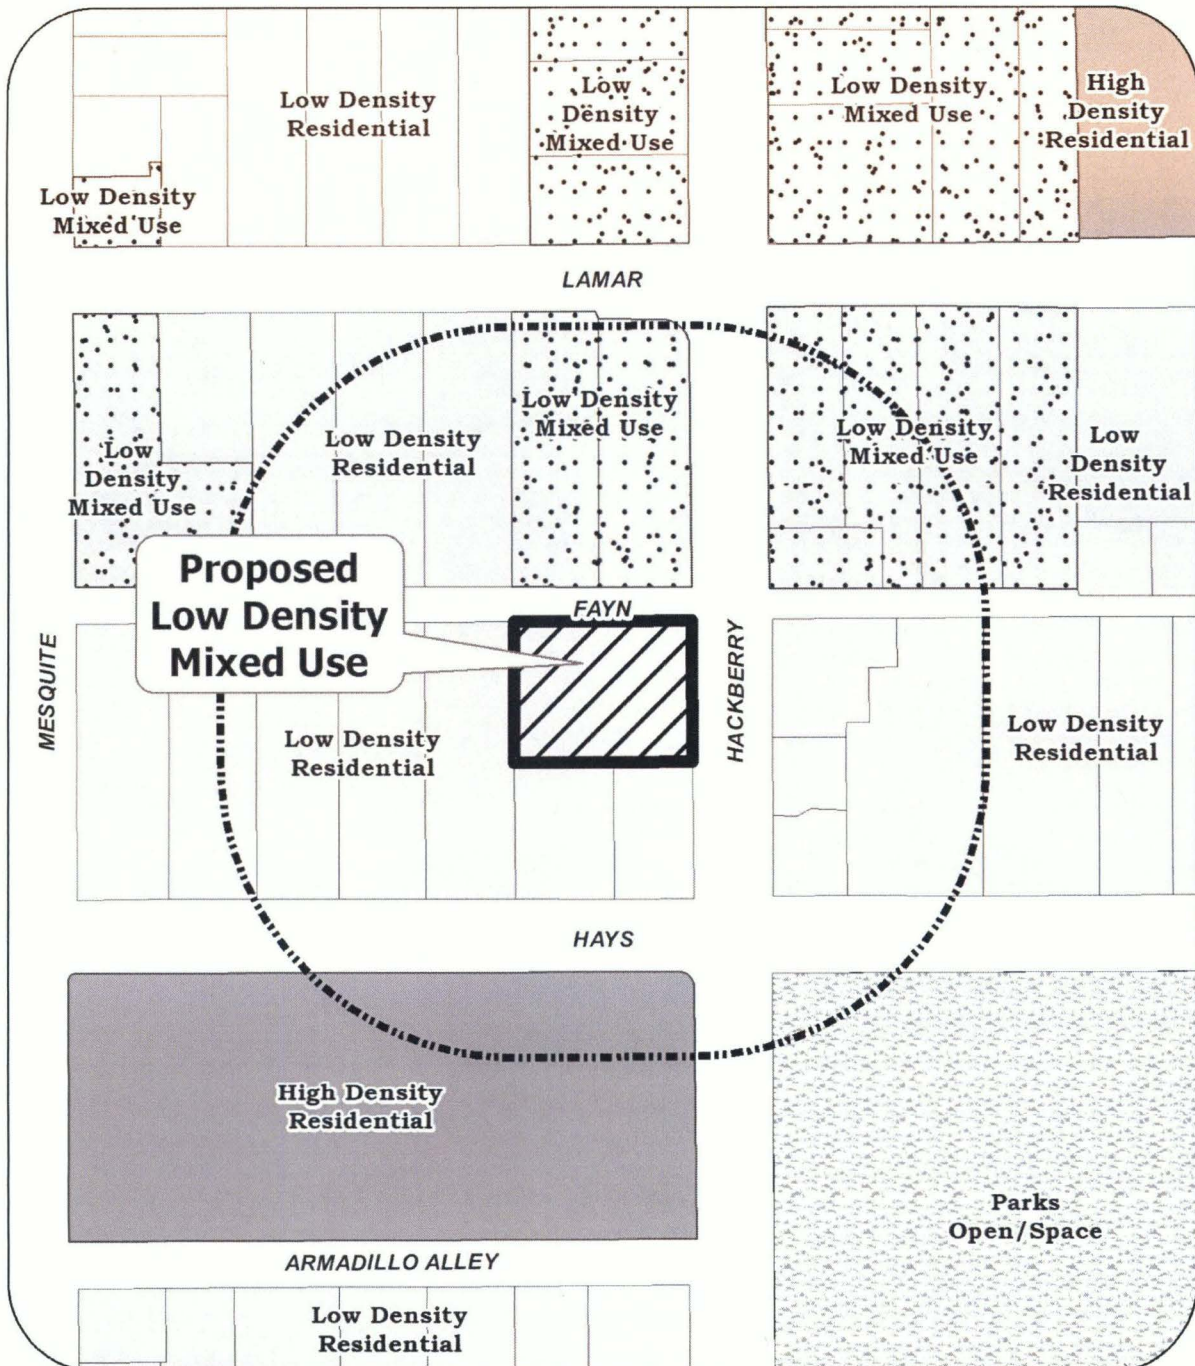 Low Density
Residential
Low
Density
Mixed Use
Low Density
Mixed Use
High
Density
Residential
Low Density
Mixed Use
LAMAR
Low Density
Mixed Use
Low Density
Residential
Low Density
Mixed Use
Low
Density
Residential
Low
Density
Mixed Use
Proposed
Low Density
Mixed Use
FAYN
MESQUITE
HACKBERRY
Low Density
Residential
Low Density
Residential
HAYS
High Density
Residential
Parks
Open/Space
ARMADILLO ALLEY
Low Density
Residential